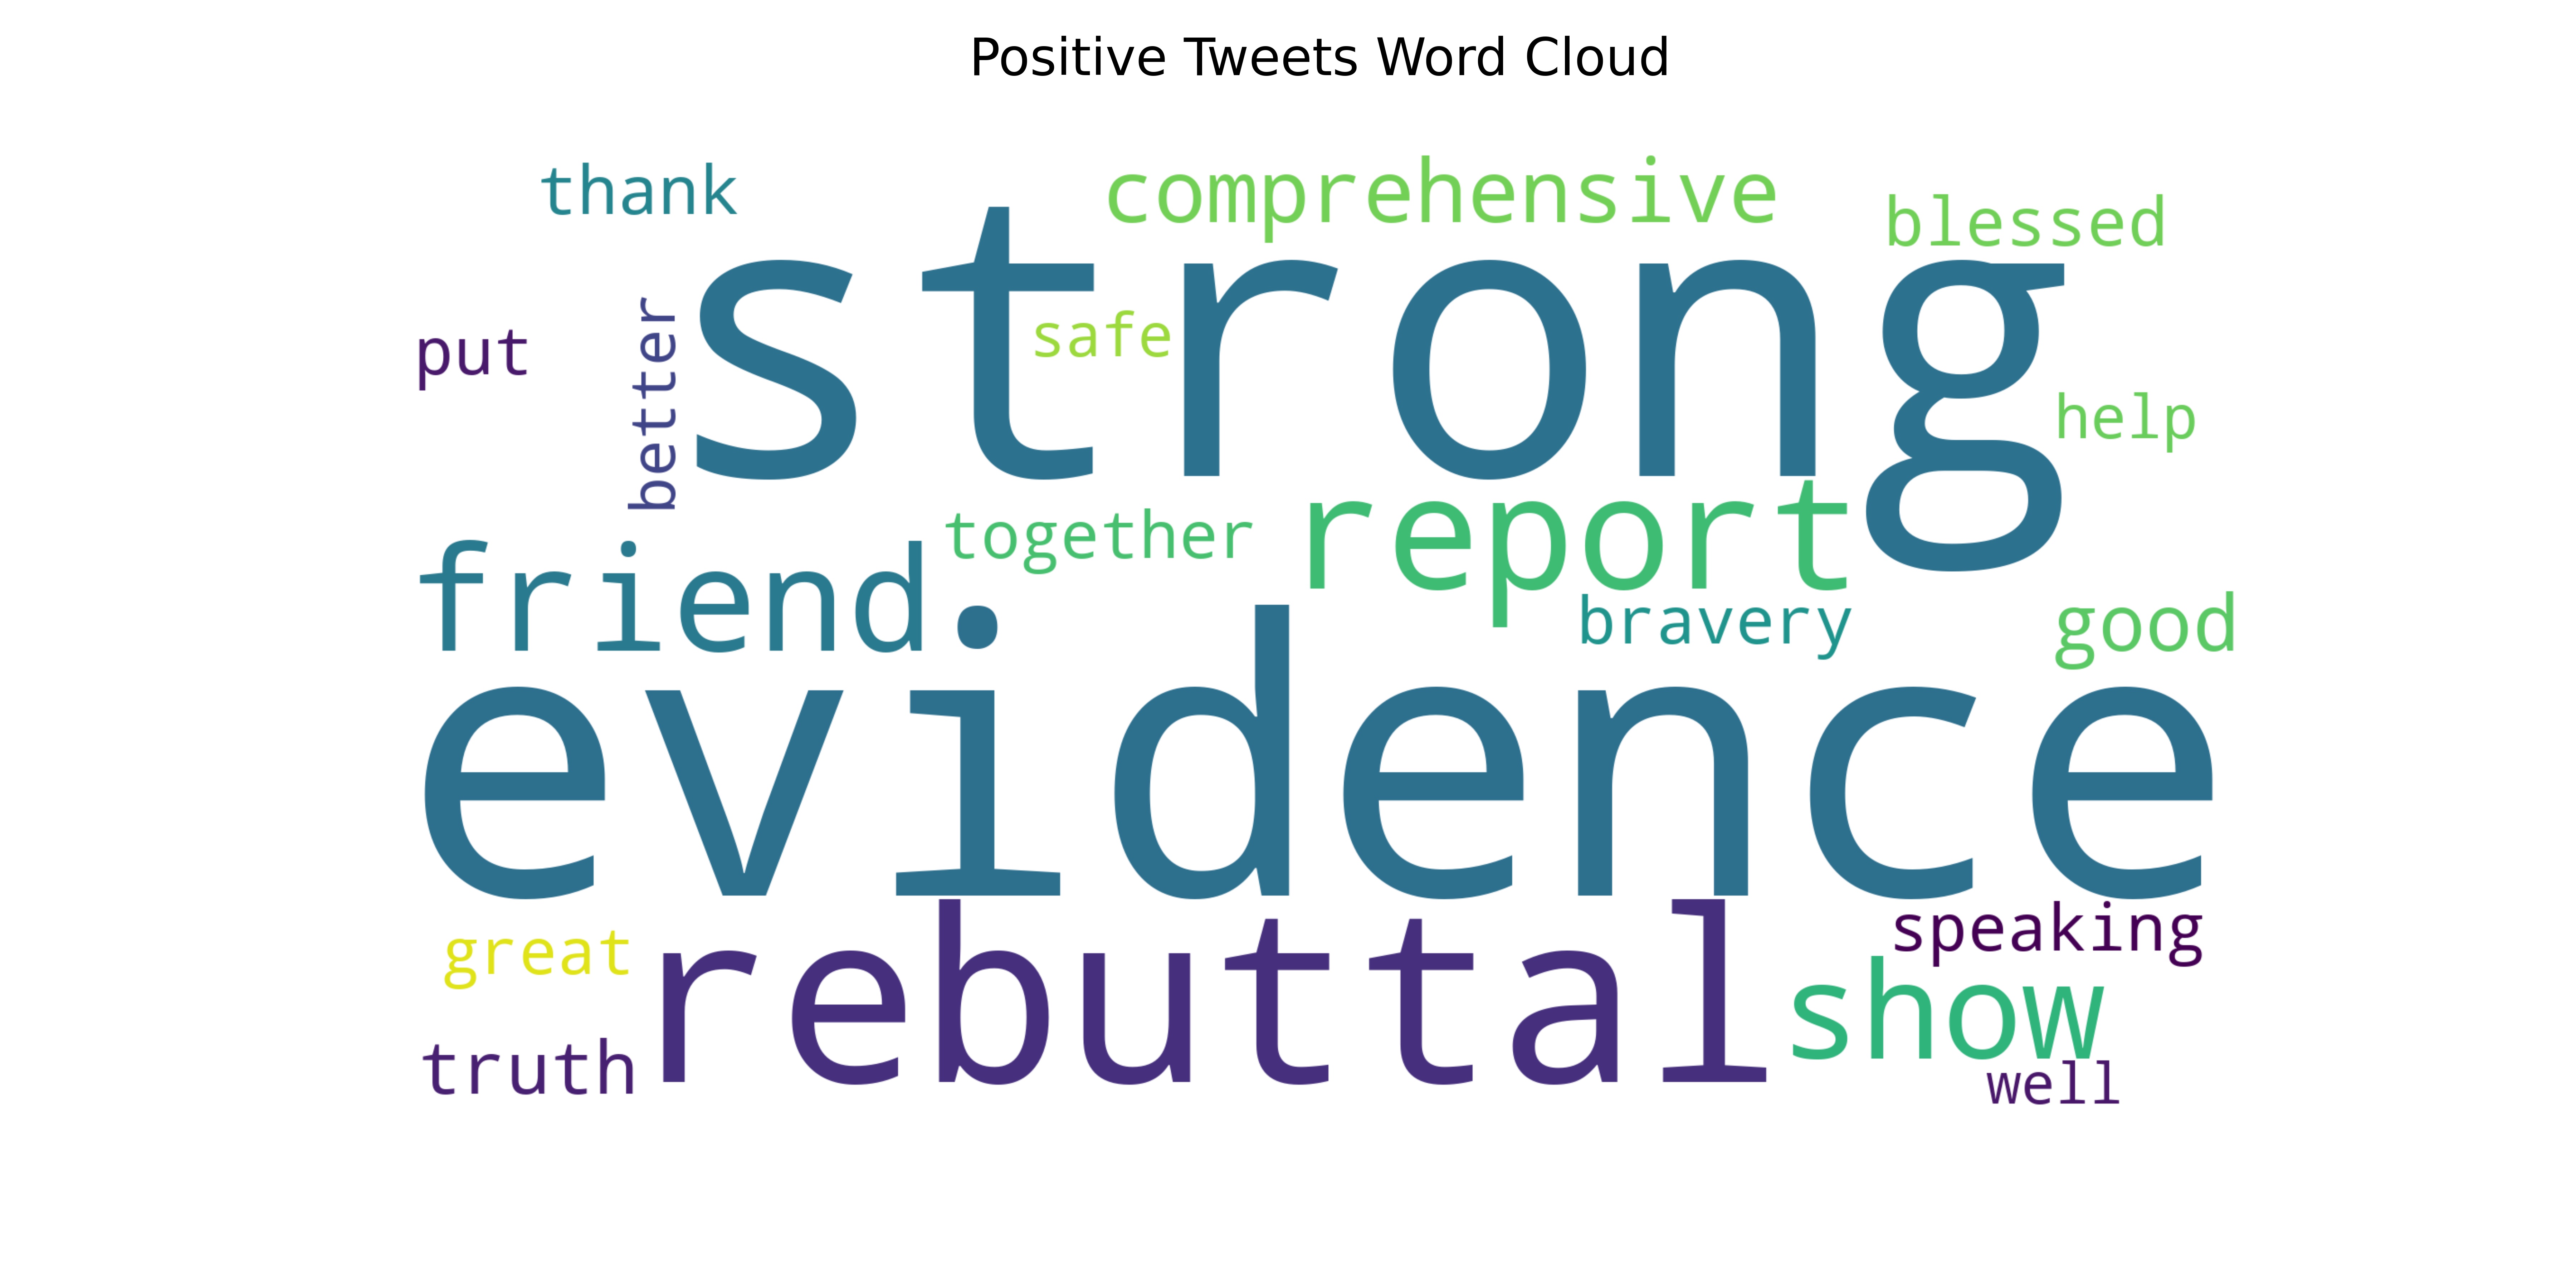 Positive Tweets Word Cloud
thank
comprehensive
blessed
strong
put
better
safe
help
together
report
friend
bravery
good
evidence
great
rebuttal
speaking
show
truth
well